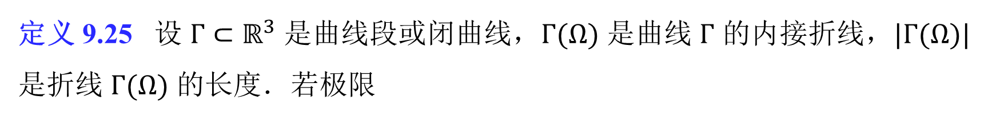 定义 9.25 设 Γ ⊂ ℝ³ 是曲线段或闭曲线，Γ(Ω) 是曲线 Γ 的内接折线，|Γ(Ω)|
是折线 Γ(Ω) 的长度．若极限